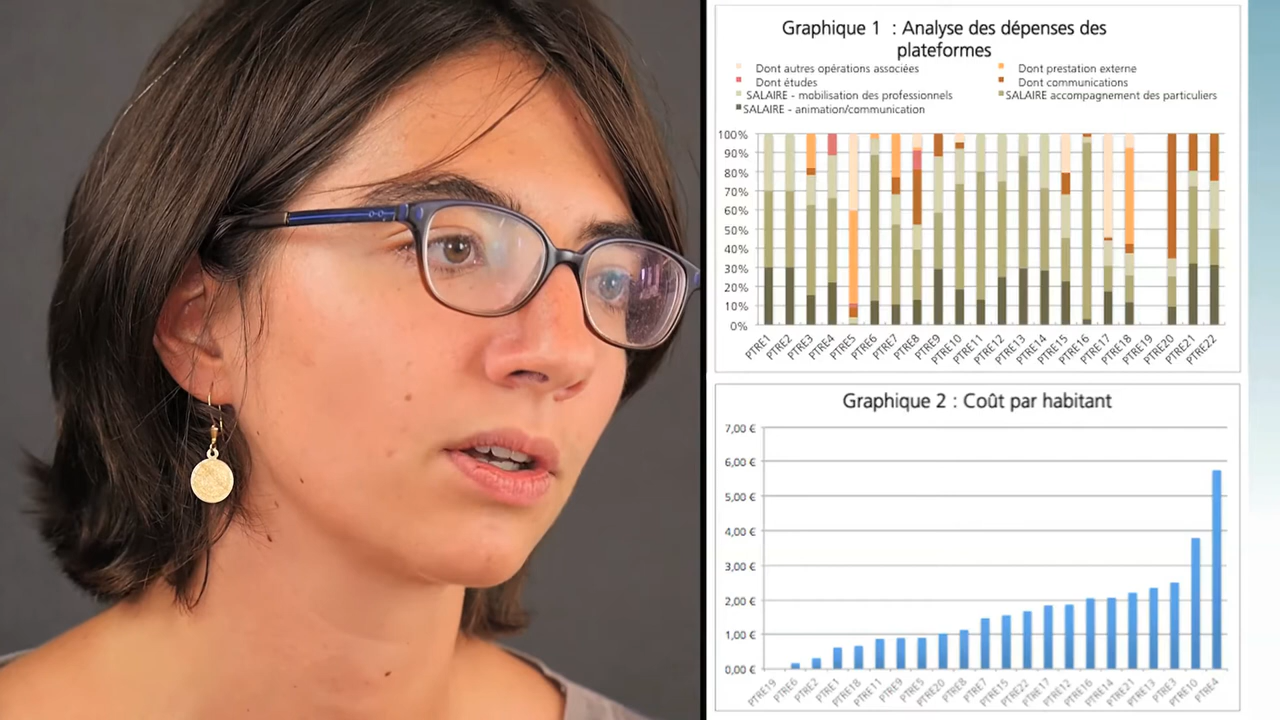 Graphique 1 : Analyse des dépenses des
plateformes
Dont autres opérations associées
Dont prestation externe
Dont études
Dont communications
SALAIRE - mobilisation des professionnels
SALAIRE accompagnement des particuliers
SALAIRE - animation/communication
100%
90%
80%
70%
60%
50%
40%
30%
20%
10%
0%
PTRE1 PTRE2 PTRE3 PTRE4 PTRE5 PTRE6 PTRE7 PTRE8 PTRE9 PTRE10 PTRE11 PTRE12 PTRE13 PTRE14 PTRE15 PTRE16 PTRE17 PTRE18 PTRE19 PTRE20 PTRE21 PTRE22
Graphique 2 : Coût par habitant
7,00 €
6,00 €
5,00 €
4,00 €
3,00 €
2,00 €
1,00 €
0,00 €
PTRE19 PTRE6 PTRE2 PTRE1 PTRE18 PTRE11 PTRE9 PTRE5 PTRE20 PTRE8 PTRE7 PTRE15 PTRE22 PTRE17 PTRE12 PTRE16 PTRE14 PTRE21 PTRE13 PTRE3 PTRE10 PTRE4